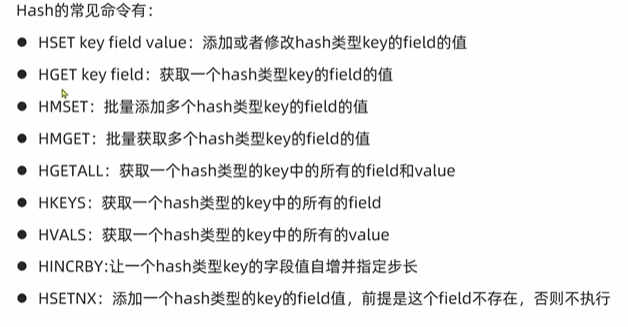 Hash的常见命令有：
● HSET key field value：添加或者修改hash类型key的field的值
● HGET key field：获取一个hash类型key的field的值
● HMSET：批量添加多个hash类型key的field的值
● HMGET：批量获取多个hash类型key的field的值
● HGETALL：获取一个hash类型的key中的所有的field和value
● HKEYS：获取一个hash类型的key中的所有的field
● HVALS：获取一个hash类型的key中的所有的value
● HINCRBY:让一个hash类型key的字段值自增并指定步长
● HSETNX：添加一个hash类型的key的field值，前提是这个field不存在，否则不执行